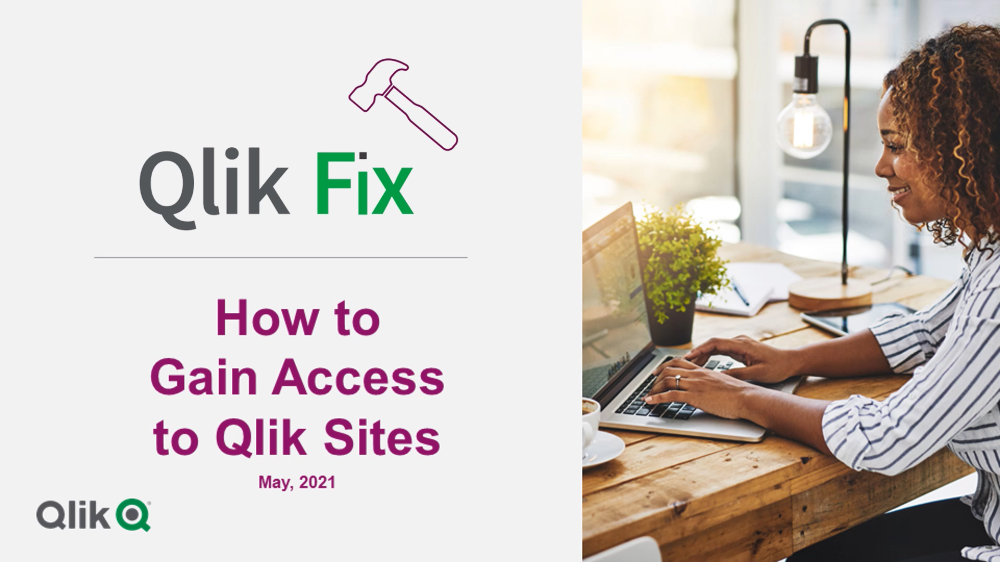 Qlik Fix
How to
Gain Access
to Qlik Sites
May, 2021
Qlik